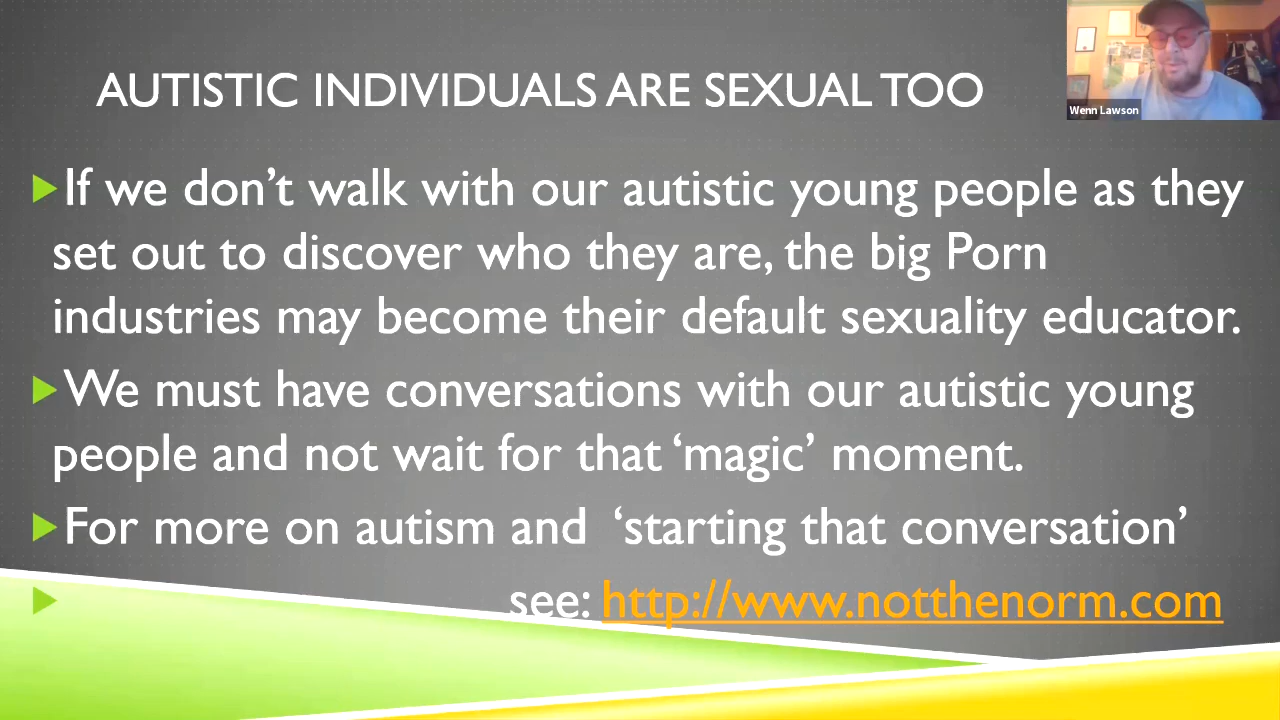 AUTISTIC INDIVIDUALS ARE SEXUAL TOO
Wenn Lawson
If we don’t walk with our autistic young people as they
set out to discover who they are, the big Porn
industries may become their default sexuality educator.
We must have conversations with our autistic young
people and not wait for that ‘magic’ moment.
For more on autism and ‘starting that conversation’
see: http://www.notthenorm.com